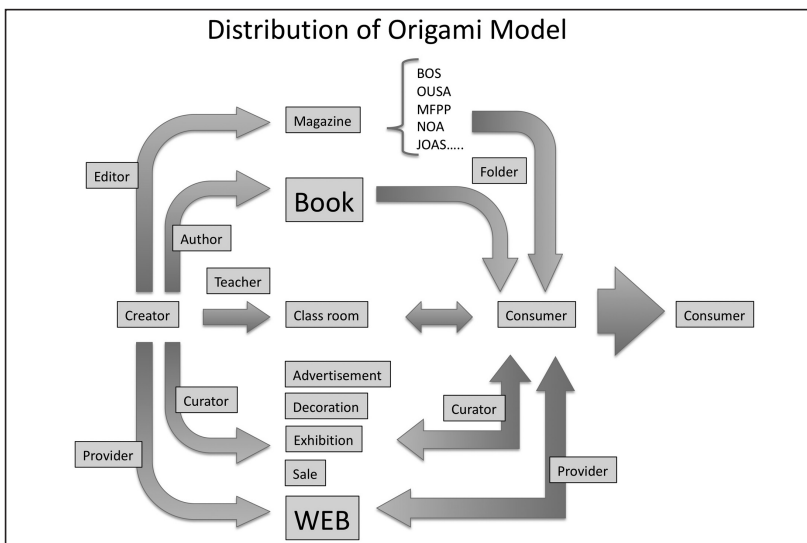 Distribution of Origami Model
BOS
OUSA
MFPP
NOA
JOAS.....
Magazine
Editor
Folder
Book
Author
Teacher
Creator
Class room
Consumer
Consumer
Advertisement
Curator
Decoration
Curator
Exhibition
Provider
Sale
Provider
WEB